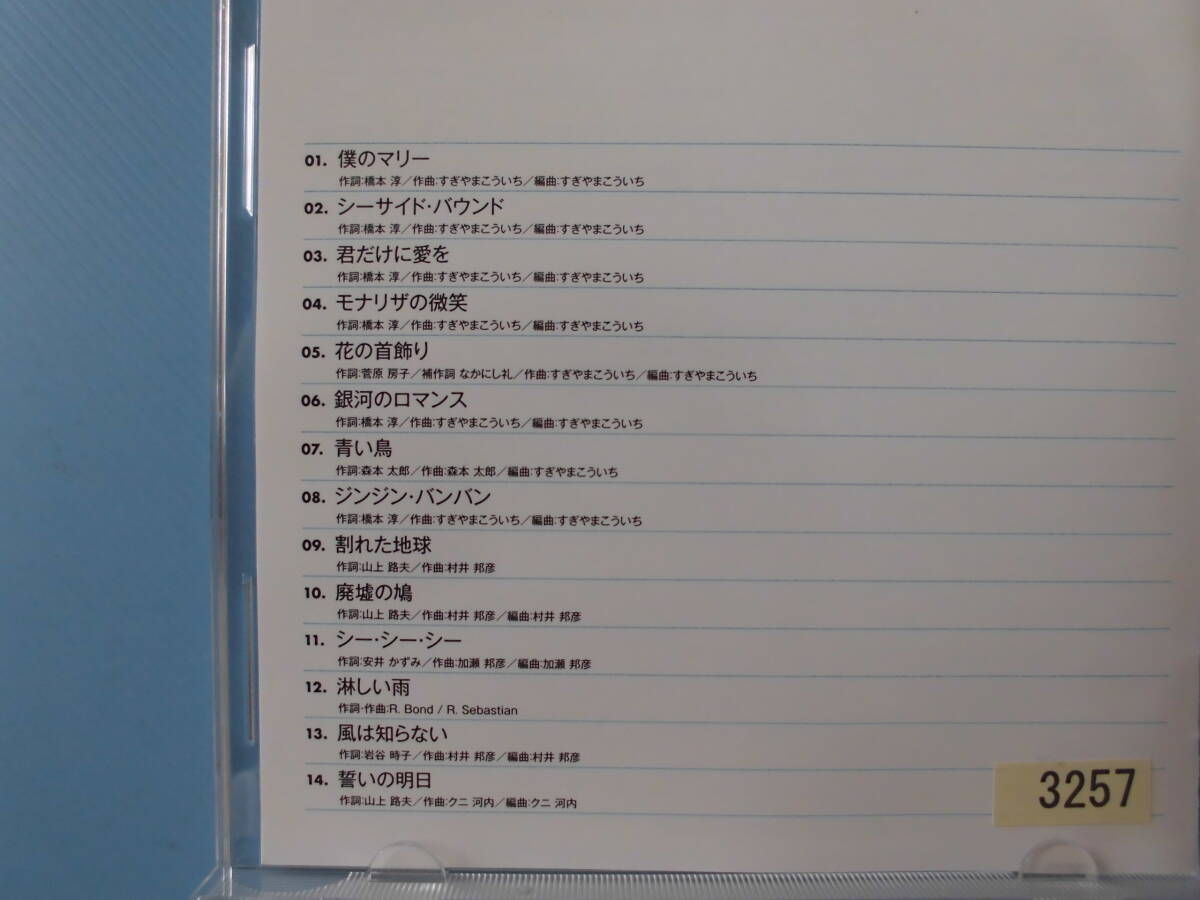 01. 僕のマリー
作詞:橋本 淳／作曲:すぎやまこういち／編曲:すぎやまこういち
02. シーサイド・バウンド
作詞:橋本 淳／作曲:すぎやまこういち／編曲:すぎやまこういち
03. 君だけに愛を
作詞:橋本 淳／作曲:すぎやまこういち／編曲:すぎやまこういち
04. モナリザの微笑
作詞:橋本 淳／作曲:すぎやまこういち／編曲:すぎやまこういち
05. 花の首飾り
作詞:菅原 房子／補作詞 なかにし礼／作曲:すぎやまこういち／編曲:すぎやまこういち
06. 銀河のロマンス
作詞:橋本 淳／作曲:すぎやまこういち／編曲:すぎやまこういち
07. 青い鳥
作詞:森本 太郎／作曲:森本 太郎／編曲:すぎやまこういち
08. ジンジン・バンバン
作詞:橋本 淳／作曲:すぎやまこういち／編曲:すぎやまこういち
09. 割れた地球
作詞:山上 路夫／作曲:村井 邦彦
10. 廃墟の鳩
作詞:山上 路夫／作曲:村井 邦彦／編曲:村井 邦彦
11. シー・シー・シー
作詞:安井 かずみ／作曲:加瀬 邦彦／編曲:加瀬 邦彦
12. 淋しい雨
作詞・作曲:R. Bond / R. Sebastian
13. 風は知らない
作詞:岩谷 時子／作曲:村井 邦彦／編曲:村井 邦彦
14. 誓いの明日
作詞:山上 路夫／作曲:クニ 河内／編曲:クニ 河内
3257